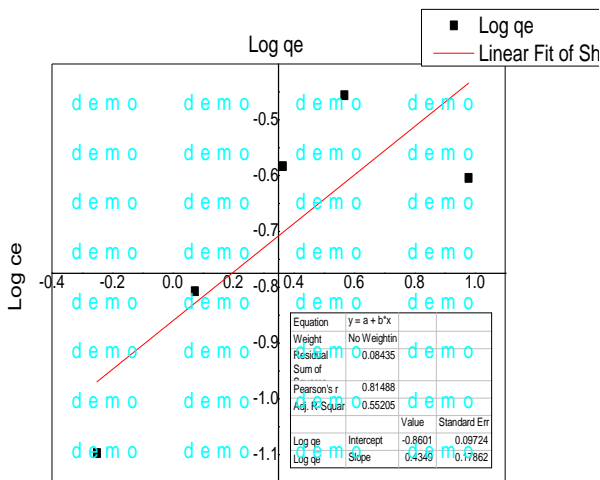 Log qe
Linear Fit of Sh
Log qe
demo demo demo demo
-0.5
demo demo demo demo
-0.6
demo demo demo demo
-0.7
demo demo demo demo
-0.4 -0.2 0.0 0.2 0.4 0.6 0.8 1.0
-0.8
demo demo demo demo
-0.9
demo demo demo demo
-1.0
demo demo demo demo
-1.1
demo demo demo demo
Log ce
Equation y = a + b*x
Weight No Weightin
Residual 0.08435
Sum of
Pearson's r 0.81488
Adj. R-Squar 0.55205
Value Standard Err
Log qe Intercept -0.8601 0.09724
Log qe Slope 0.4349 0.17862